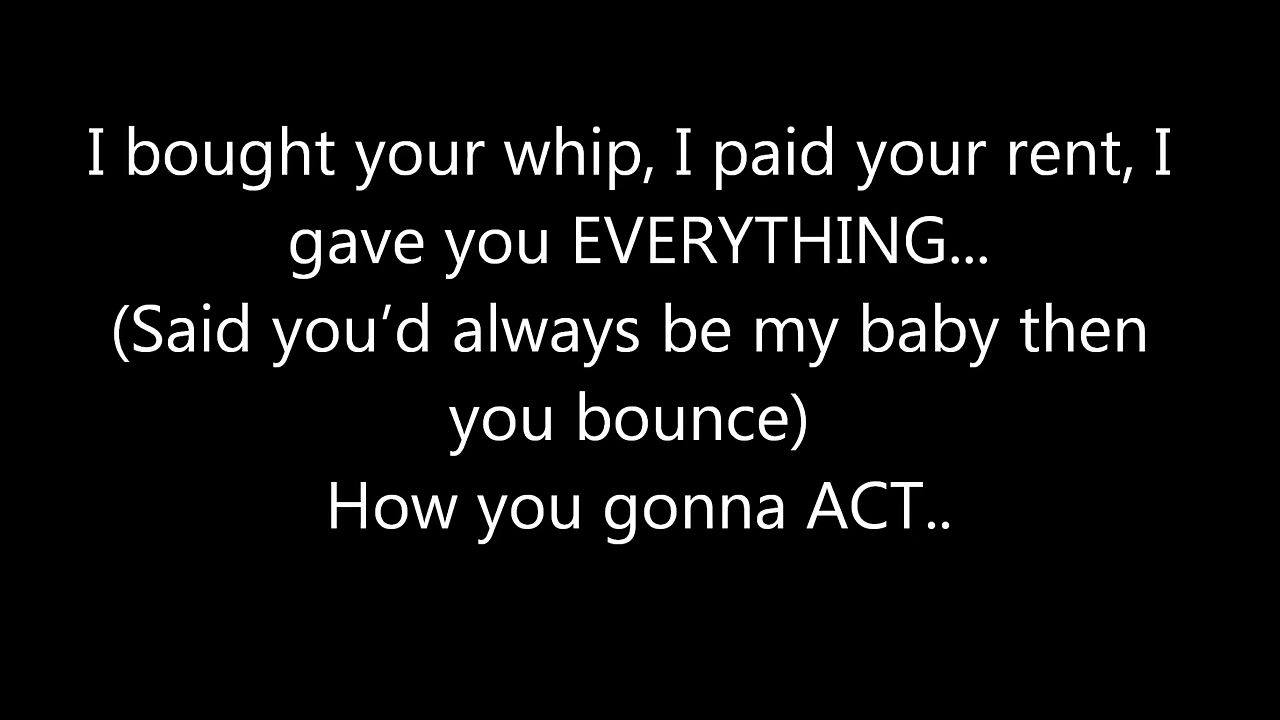 I bought your whip, I paid your rent, I
gave you EVERYTHING...
(Said you’d always be my baby then
you bounce)
How you gonna ACT..